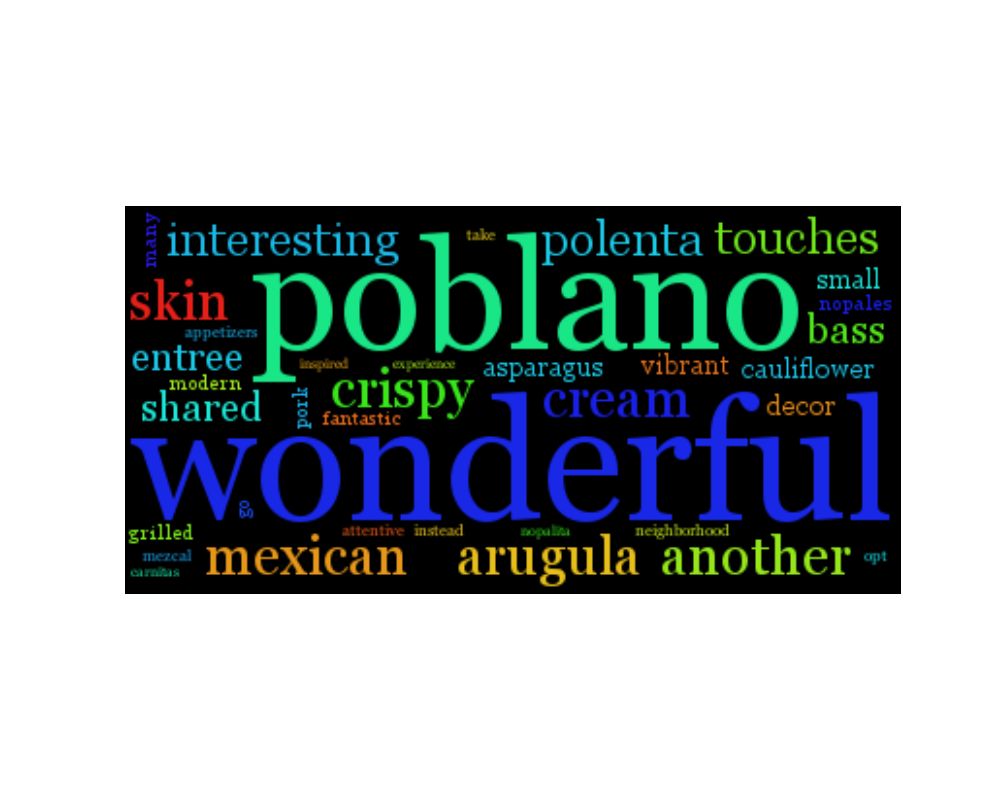 many
interesting
take
polenta
touches
skin
poblano
small
nopales
appetizers
bass
entree
inspired
experience
asparagus
vibrant
cauliflower
modern
shared
pork
crispy
fantastic
cream
decor
wonderful
go
grilled
attentive
instead
nopalita
neighborhood
mezcal
mexican
arugula
another
opt
carnitas